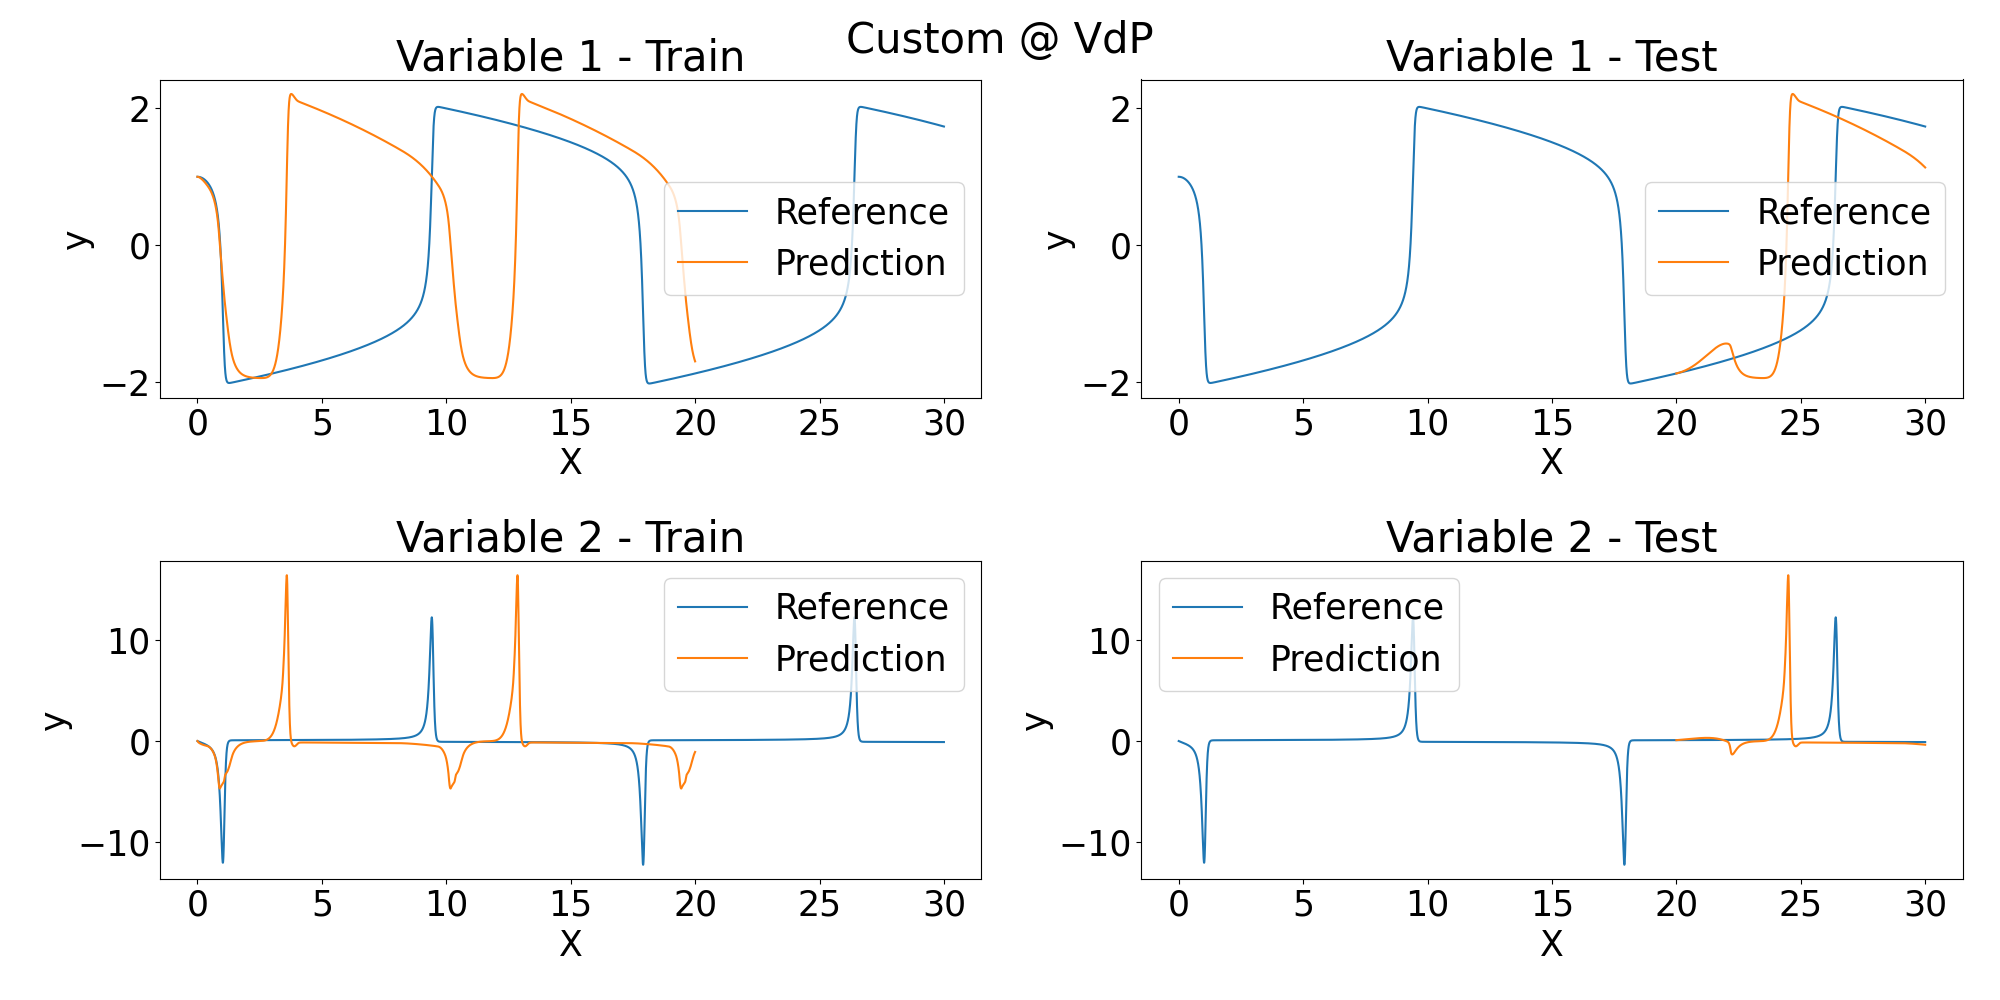 Custom @ VdP
Variable 1 - Train
2
0
−2
y
Reference
Prediction
0 5 10 15 20 25 30
X
Variable 1 - Test
2
0
−2
y
Reference
Prediction
0 5 10 15 20 25 30
X
Variable 2 - Train
10
0
−10
y
Reference
Prediction
0 5 10 15 20 25 30
X
Variable 2 - Test
10
0
−10
y
Reference
Prediction
0 5 10 15 20 25 30
X